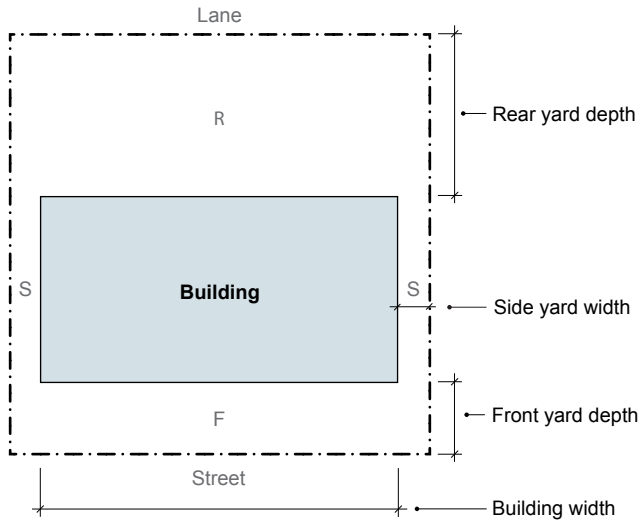 Lane
R
Rear yard depth
S
Building
S
Side yard width
F
Front yard depth
Street
Building width